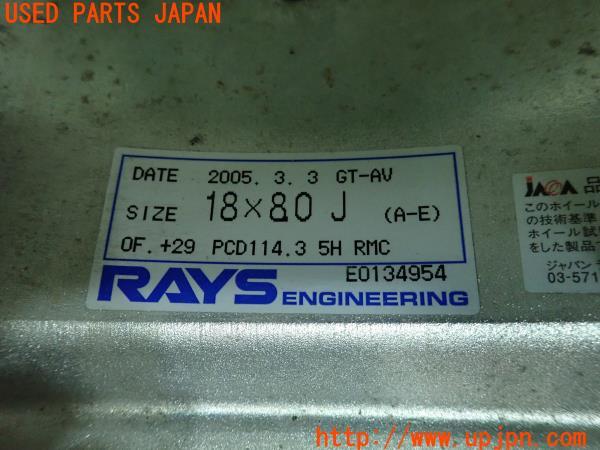 USED PARTS JAPAN
DATE 2005. 3. 3 GT-AV
SIZE 18×8.0 J (A-E)
OF. +29 PCD114.3 5H RMC
E0134954
RAYS ENGINEERING
JAWA 品
このホイール
の技術基準
ホイール試
をした製品
ジャパン
03-571
http://www.upjpn.com